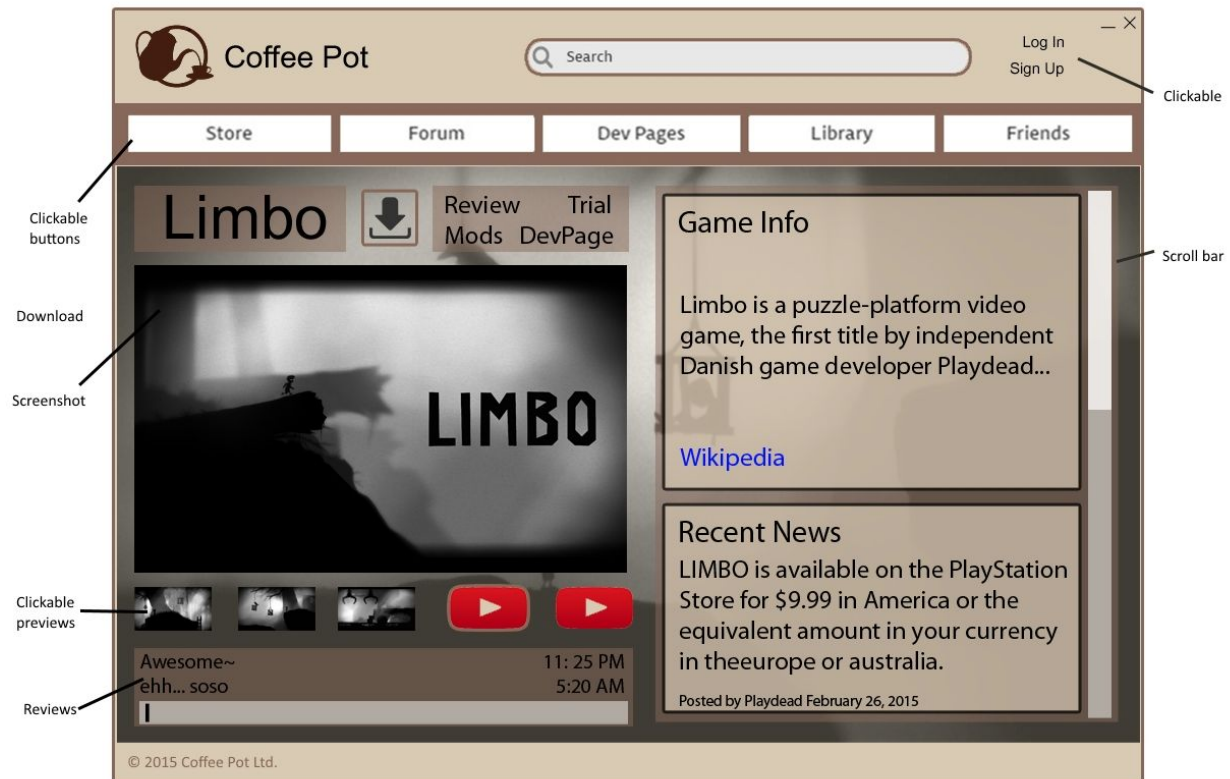 Coffee Pot
Search
Log In
Sign Up
Clickable
Store
Forum
Dev Pages
Library
Friends
Clickable
buttons
Limbo
Review Trial
Mods DevPage
Download
Screenshot
LIMBO
Clickable
previews
Awesome~ 11: 25 PM
ehh... soso 5:20 AM
Reviews
Game Info
Limbo is a puzzle-platform video
game, the first title by independent
Danish game developer Playdead...
Wikipedia
Scroll bar
Recent News
LIMBO is available on the PlayStation
Store for $9.99 in America or the
equivalent amount in your currency
in theeurope or australia.
Posted by Playdead February 26, 2015
© 2015 Coffee Pot Ltd.